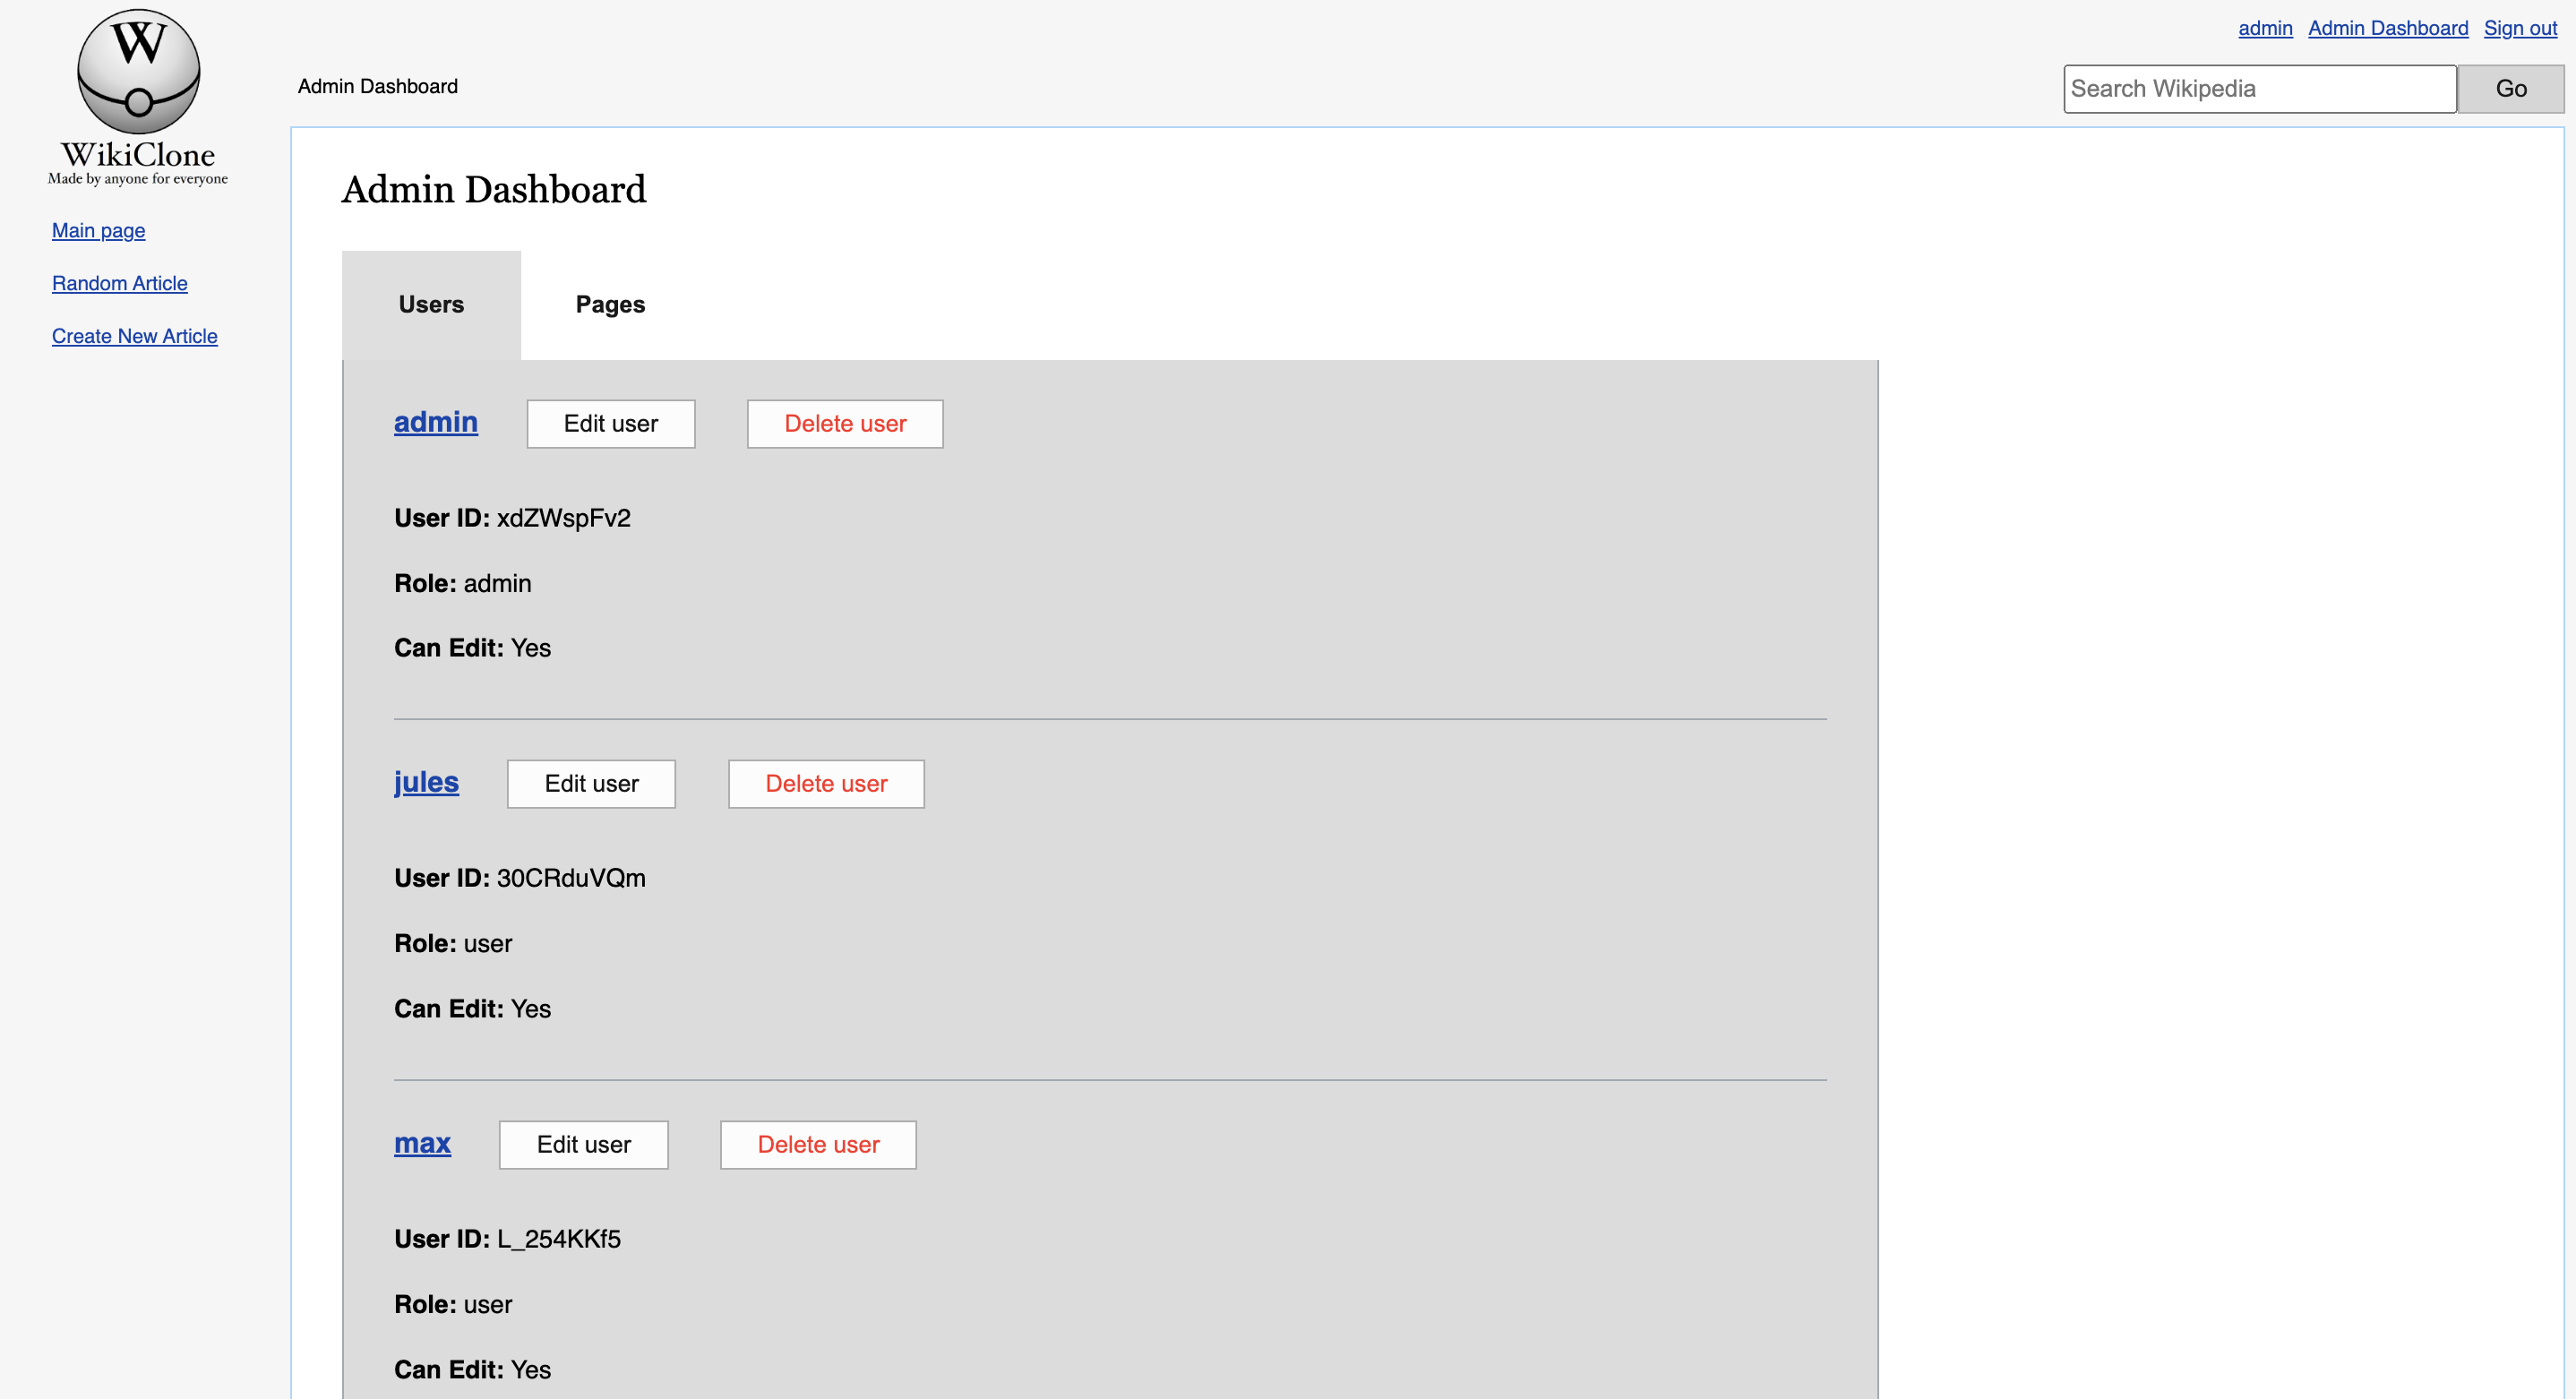 W
WikiClone
Made by anyone for everyone
Main page
Random Article
Create New Article
admin Admin Dashboard Sign out
Admin Dashboard
Search Wikipedia Go
Admin Dashboard
Users Pages
admin Edit user Delete user
User ID: xdZWspFv2
Role: admin
Can Edit: Yes
jules Edit user Delete user
User ID: 30CRduVQm
Role: user
Can Edit: Yes
max Edit user Delete user
User ID: L_254KKf5
Role: user
Can Edit: Yes